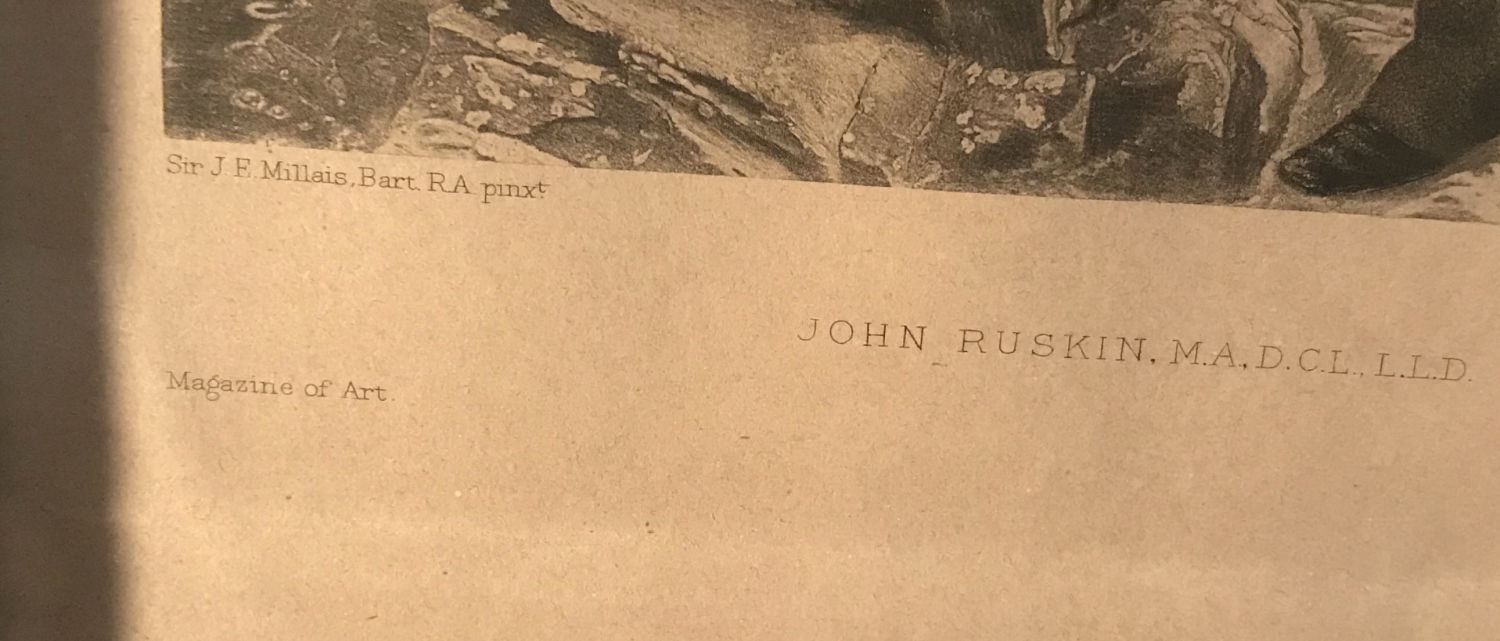 Sir J. E. Millais, Bart. R.A. pinxt
JOHN RUSKIN, M.A., D.C.L., L.L.D.
Magazine of Art.